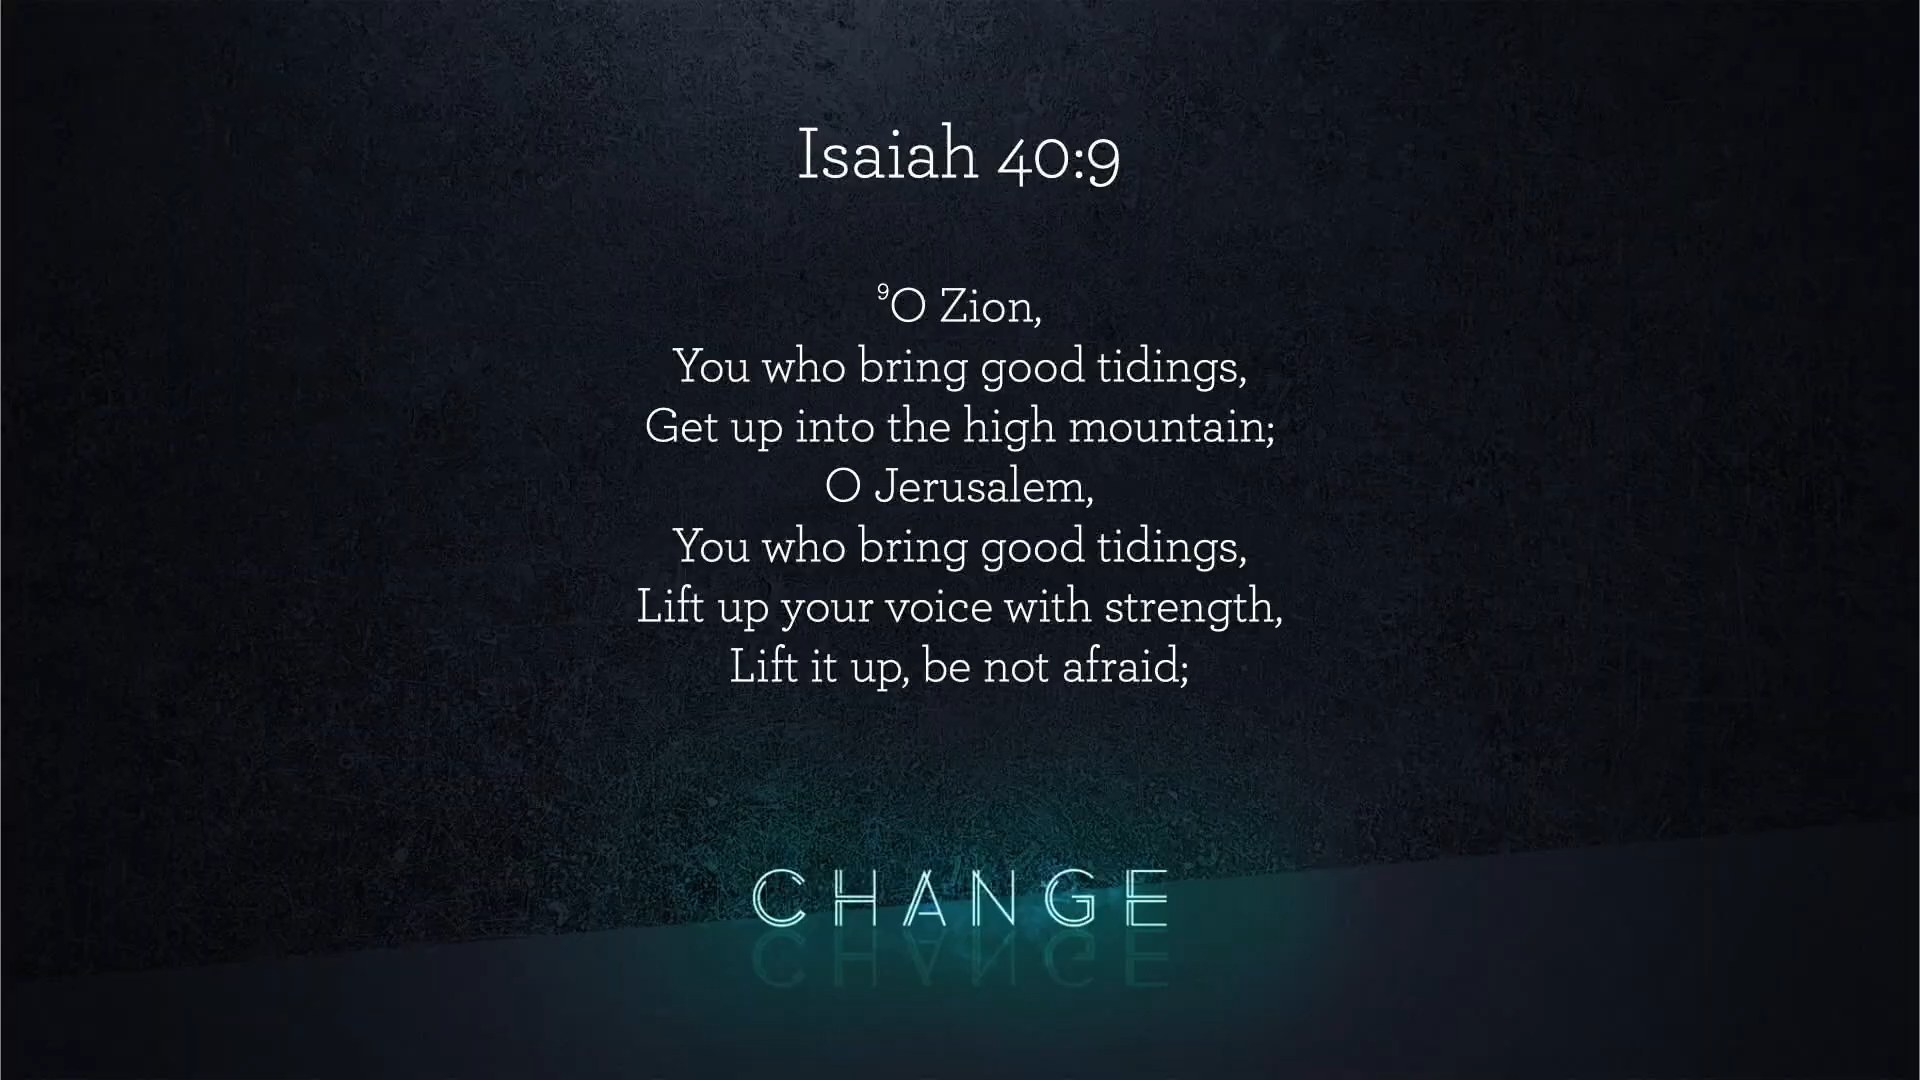 Isaiah 40:9
⁹O Zion,
You who bring good tidings,
Get up into the high mountain;
O Jerusalem,
You who bring good tidings,
Lift up your voice with strength,
Lift it up, be not afraid;
CHANGE